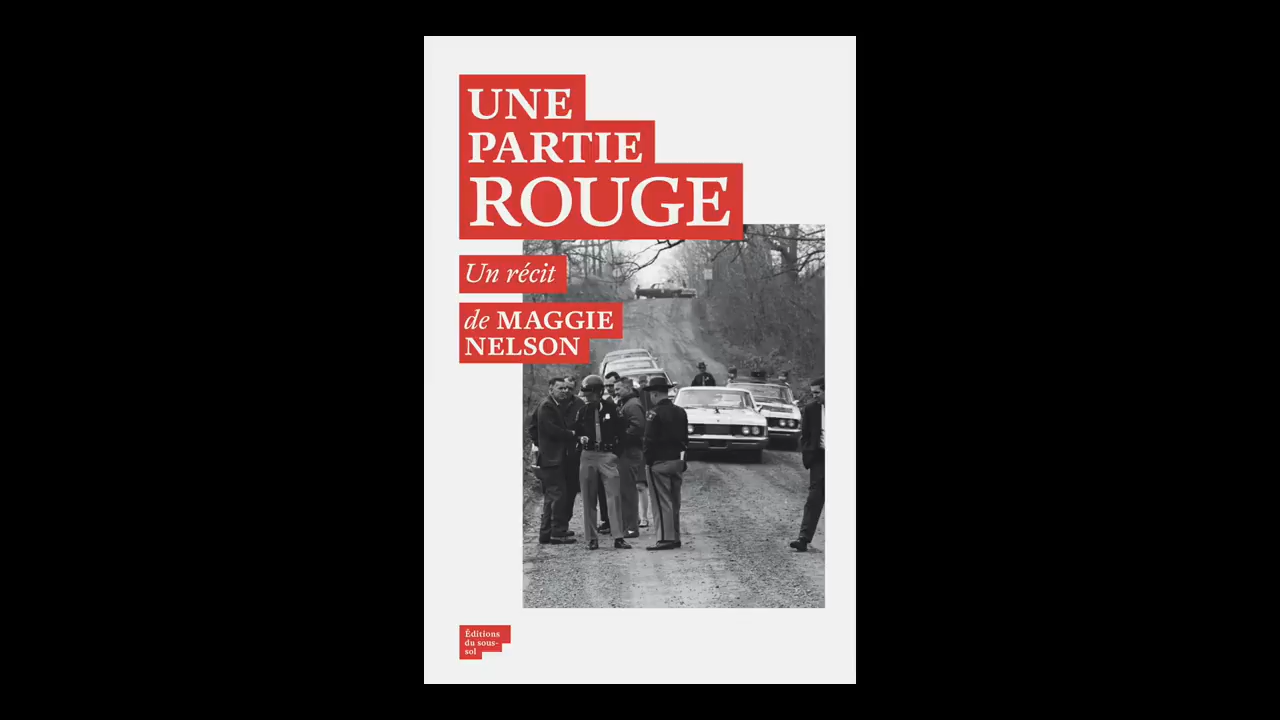 UNE
PARTIE
ROUGE
Un récit
de MAGGIE
NELSON
Éditions
du sous-
sol